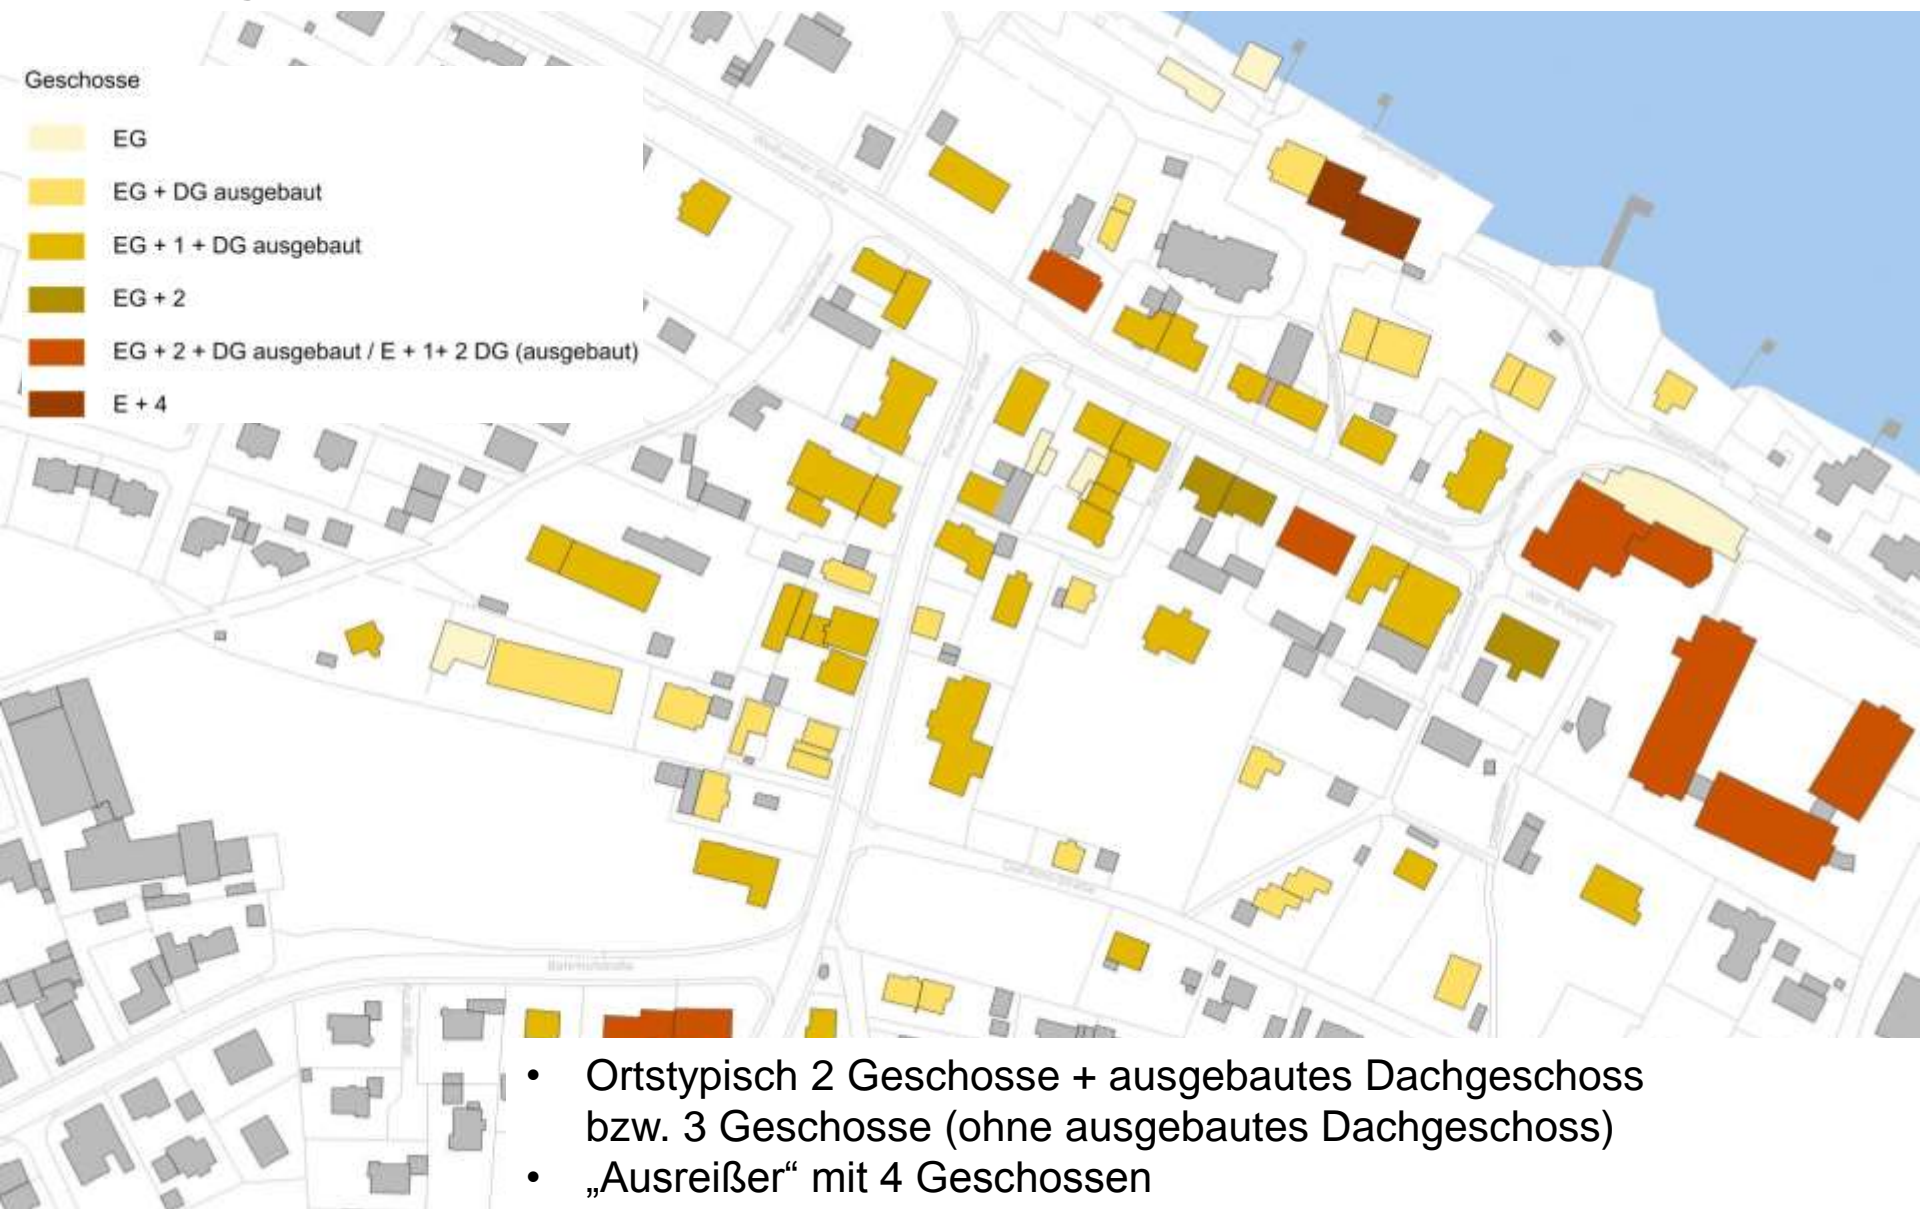 Geschosse
EG
EG + DG ausgebaut
EG + 1 + DG ausgebaut
EG + 2
EG + 2 + DG ausgebaut / E + 1+ 2 DG (ausgebaut)
E + 4
Bahnhofstraße
• Ortstypisch 2 Geschosse + ausgebautes Dachgeschoss
bzw. 3 Geschosse (ohne ausgebautes Dachgeschoss)
• „Ausreißer“ mit 4 Geschossen